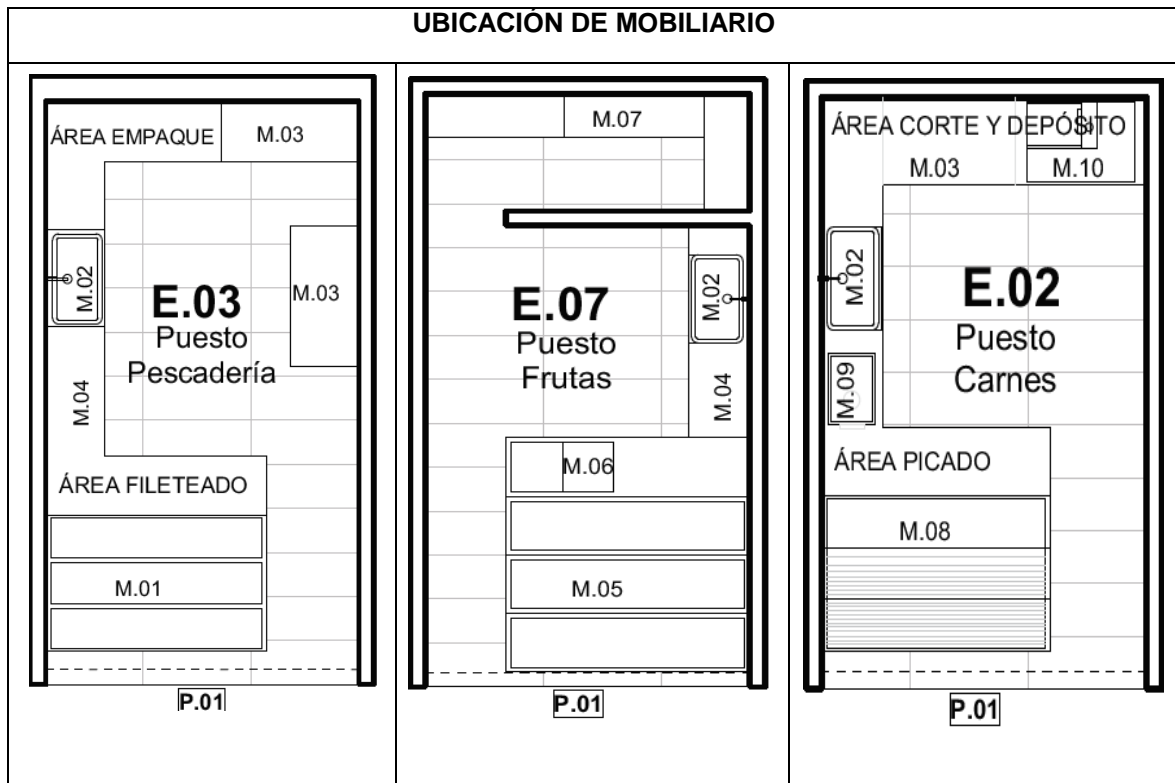 UBICACIÓN DE MOBILIARIO
ÁREA EMPAQUE
M.03
M.02
E.03
Puesto
Pescadería
M.03
M.04
ÁREA FILETEADO
M.01
P.01
M.07
M.02
E.07
Puesto
Frutas
M.04
M.06
M.05
P.01
ÁREA CORTE Y DEPÓSITO
M.03
M.10
M.02
E.02
Puesto
Carnes
M.09
ÁREA PICADO
M.08
P.01